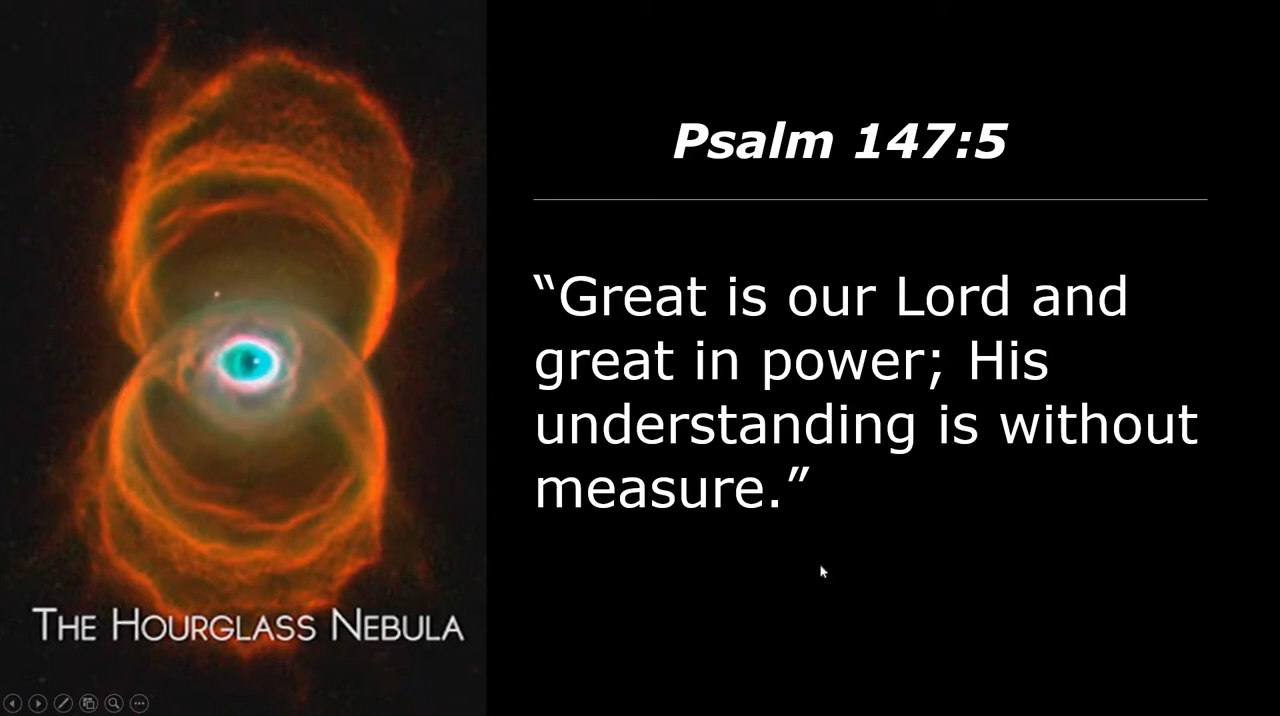 Psalm 147:5
“Great is our Lord and
great in power; His
understanding is without
measure.”
The Hourglass Nebula